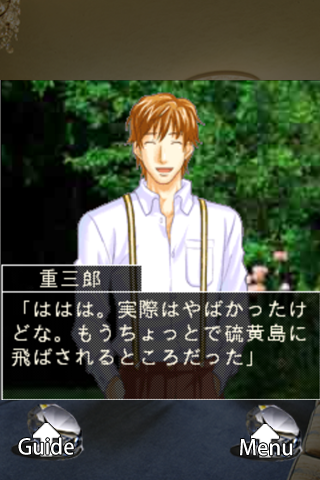 重三郎
「ははは。実際はやばかったけ
どな。もうちょっとで硫黄島に
飛ばされるところだった」
Guide
Menu